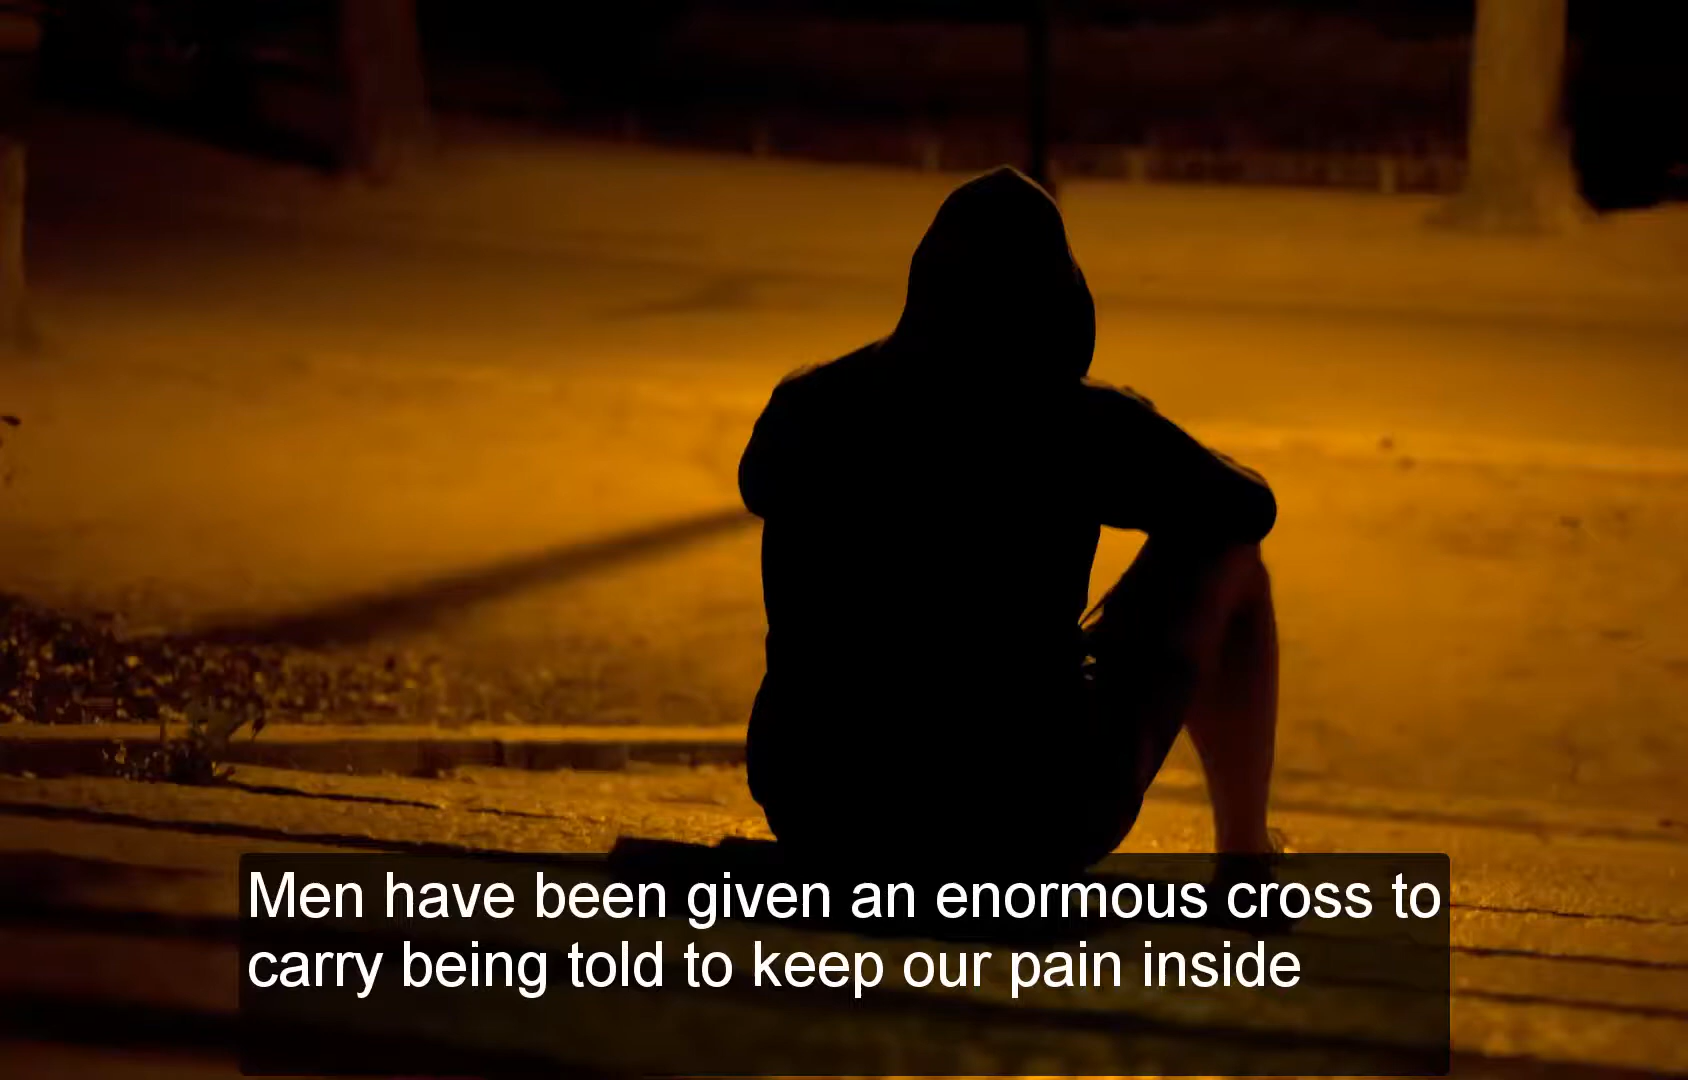 Men have been given an enormous cross to
carry being told to keep our pain inside